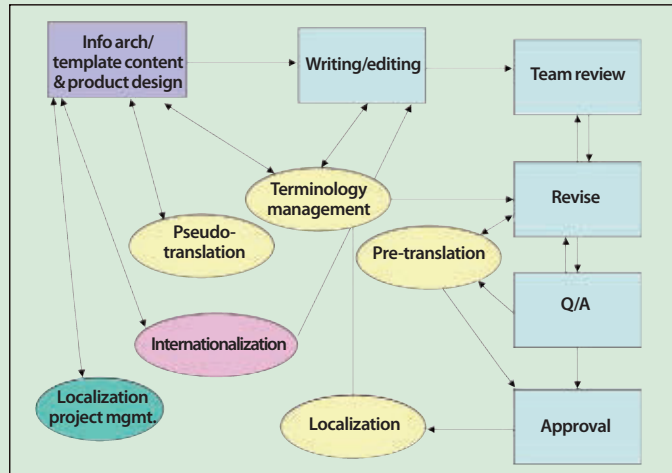 Info arch/
template content
& product design
Writing/editing
Team review
Terminology
management
Revise
Pseudo-
translation
Pre-translation
Q/A
Internationalization
Localization
project mgmt.
Localization
Approval